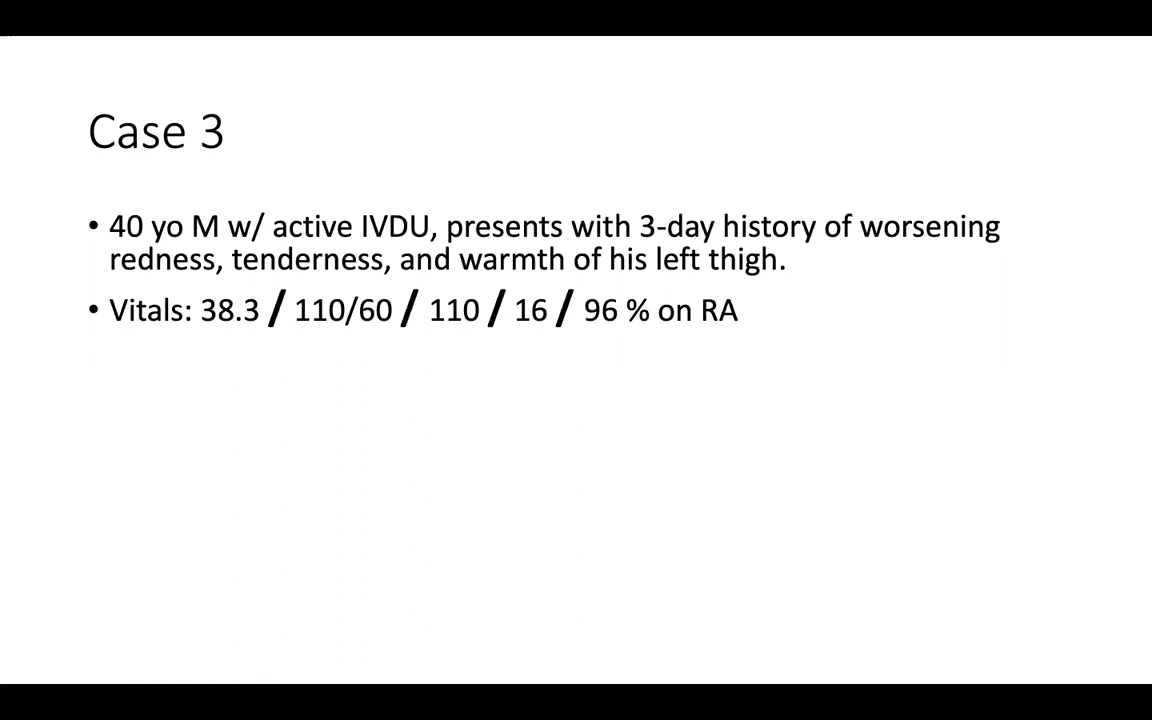 Case 3
• 40 yo M w/ active IVDU, presents with 3-day history of worsening
redness, tenderness, and warmth of his left thigh.
• Vitals: 38.3 / 110/60 / 110 / 16 / 96 % on RA